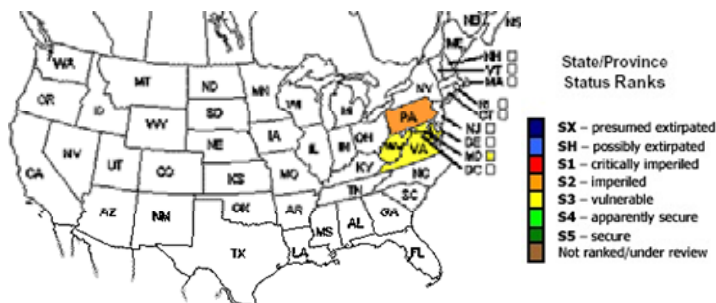 NB
NS
ME
WA
MT
ND
MN
NH
VT
MA
OR
ID
SD
WI
MI
NY
RI
CT
WY
IA
PA
NJ
NE
OH
DE
NV
UT
IL
IN
WV
VA
MD
CA
CO
KS
MO
KY
DC
TN
NC
AZ
NM
OK
AR
SC
MS
AL
GA
TX
LA
FL
State/Province
Status Ranks
SX – presumed extirpated
SH – possibly extirpated
S1 – critically imperiled
S2 – imperiled
S3 – vulnerable
S4 – apparently secure
S5 – secure
Not ranked/under review